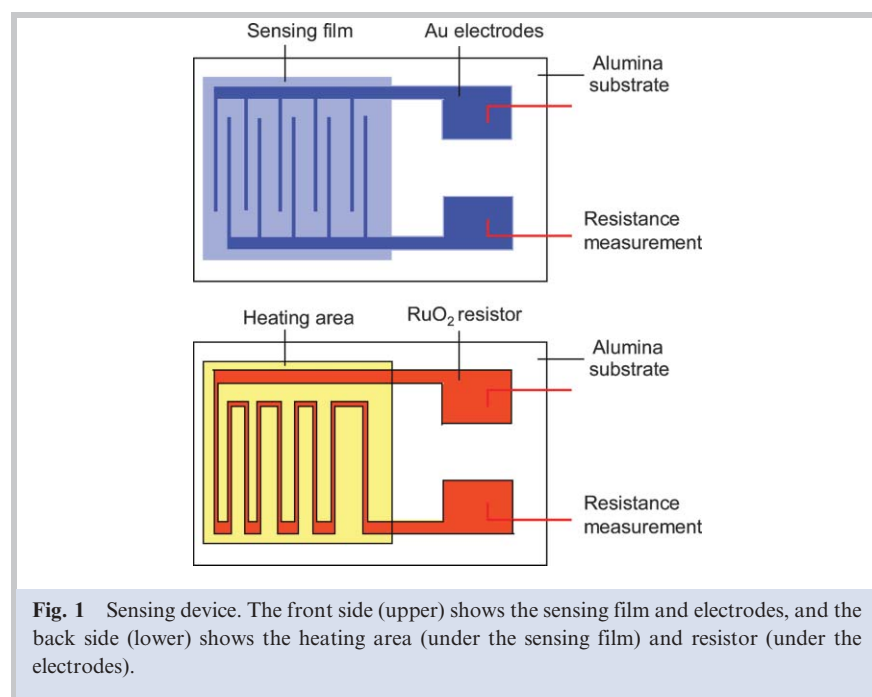 Sensing film
Au electrodes
Alumina
substrate
Resistance
measurement
Heating area
RuO₂ resistor
Alumina
substrate
Resistance
measurement
Fig. 1 Sensing device. The front side (upper) shows the sensing film and electrodes, and the
back side (lower) shows the heating area (under the sensing film) and resistor (under the
electrodes).